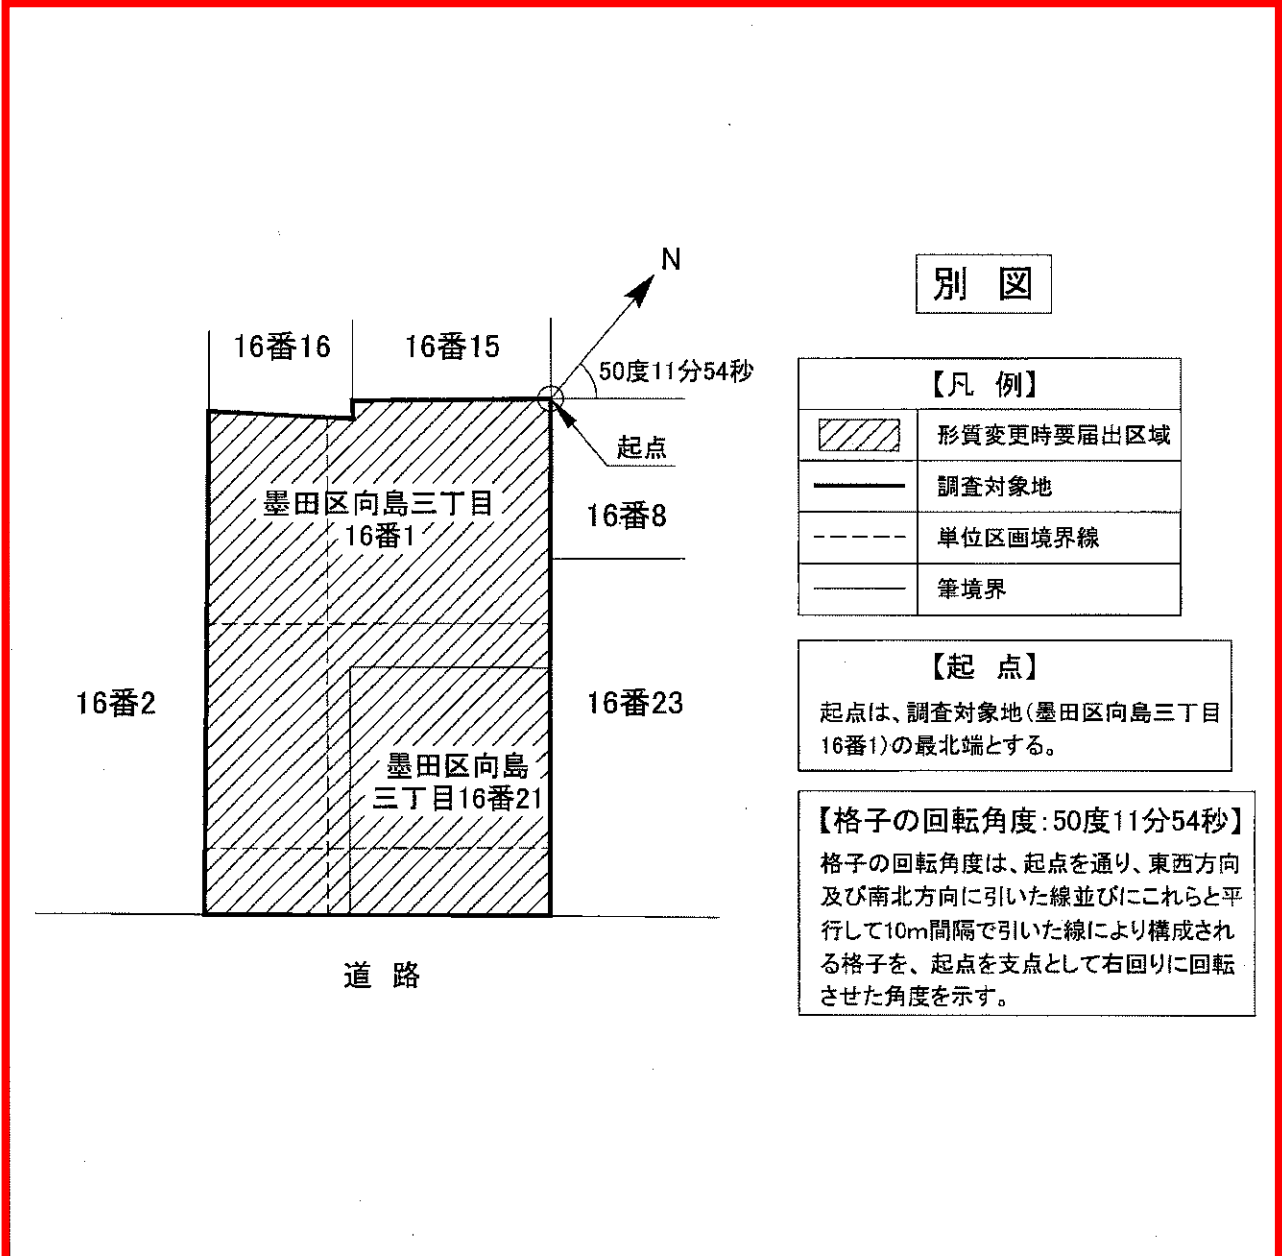 N
別 図
16番16
16番15
50度11分54秒
起点
墨田区向島三丁目
16番1
16番8
16番2
16番23
墨田区向島
三丁目16番21
道 路
【凡 例】
形質変更時要届出区域
調査対象地
単位区画境界線
筆境界
【起 点】
起点は、調査対象地(墨田区向島三丁目
16番1)の最北端とする。
【格子の回転角度:50度11分54秒】
格子の回転角度は、起点を通り、東西方向
及び南北方向に引いた線並びにこれらと平
行して10m間隔で引いた線により構成され
る格子を、起点を支点として右回りに回転
させた角度を示す。